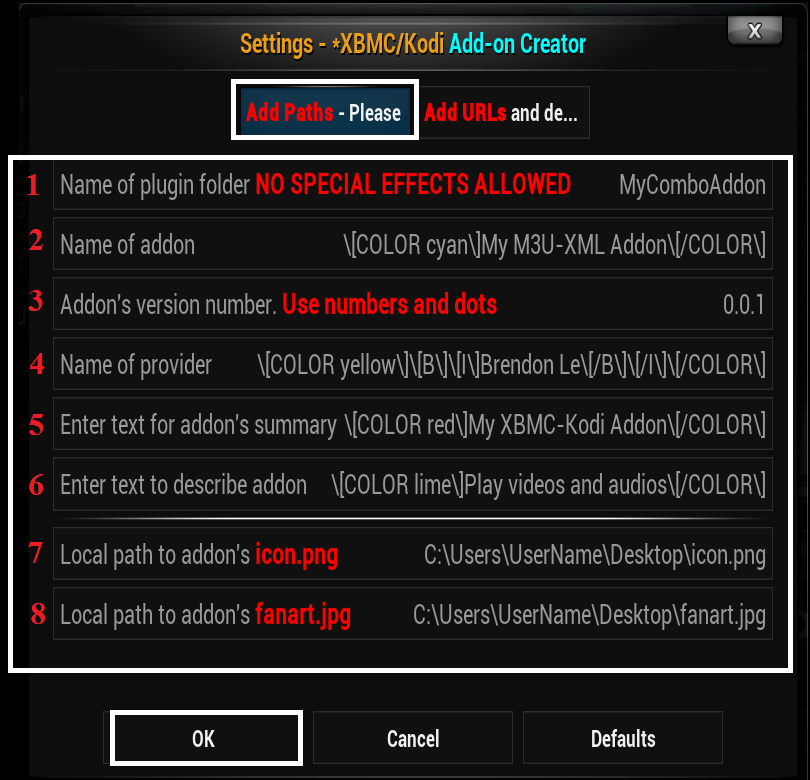 Settings - *XBMC/Kodi Add-on Creator
X
Add Paths - Please Add URLs and de...
1 Name of plugin folder NO SPECIAL EFFECTS ALLOWED MyComboAddon
2 Name of addon \[COLOR cyan\]My M3U-XML Addon\[/COLOR\]
3 Addon's version number. Use numbers and dots 0.0.1
4 Name of provider \[COLOR yellow\]\[B\]\[I\]Brendon Le\[/B\]\[/I\]\[/COLOR\]
5 Enter text for addon's summary \[COLOR red\]My XBMC-Kodi Addon\[/COLOR\]
6 Enter text to describe addon \[COLOR lime\]Play videos and audios\[/COLOR\]
7 Local path to addon's icon.png C:\Users\UserName\Desktop\icon.png
8 Local path to addon's fanart.jpg C:\Users\UserName\Desktop\fanart.jpg
OK Cancel Defaults